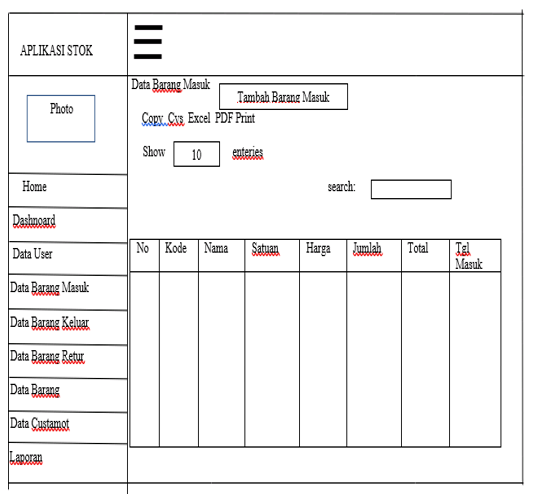 APLIKASI STOK
Photo
Home
Dashnoard
Data User
Data Barang Masuk
Data Barang Keluar
Data Barang Retur
Data Barang
Data Custamot
Laporan
Data Barang Masuk
Tambah Barang Masuk
Copy Cvs Excel PDF Print
Show 10 enteries
search:
No Kode Nama Satuan Harga Jumlah Total Tgl
Masuk